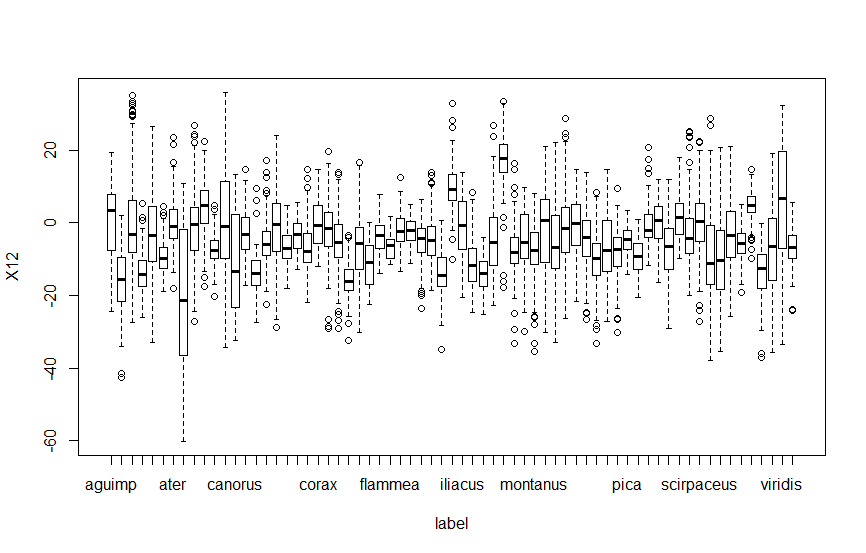 20
0
-20
-40
-60
X12
aguimp ater canorus corax flammea iliacus montanus pica scirpaceus viridis
label